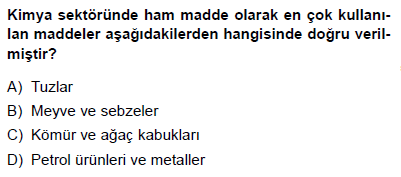 Kimya sektöründe ham madde olarak en çok kullanı-
lan maddeler aşağıdakilerden hangisinde doğru veril-
miştir?
A) Tuzlar
B) Meyve ve sebzeler
C) Kömür ve ağaç kabukları
D) Petrol ürünleri ve metaller